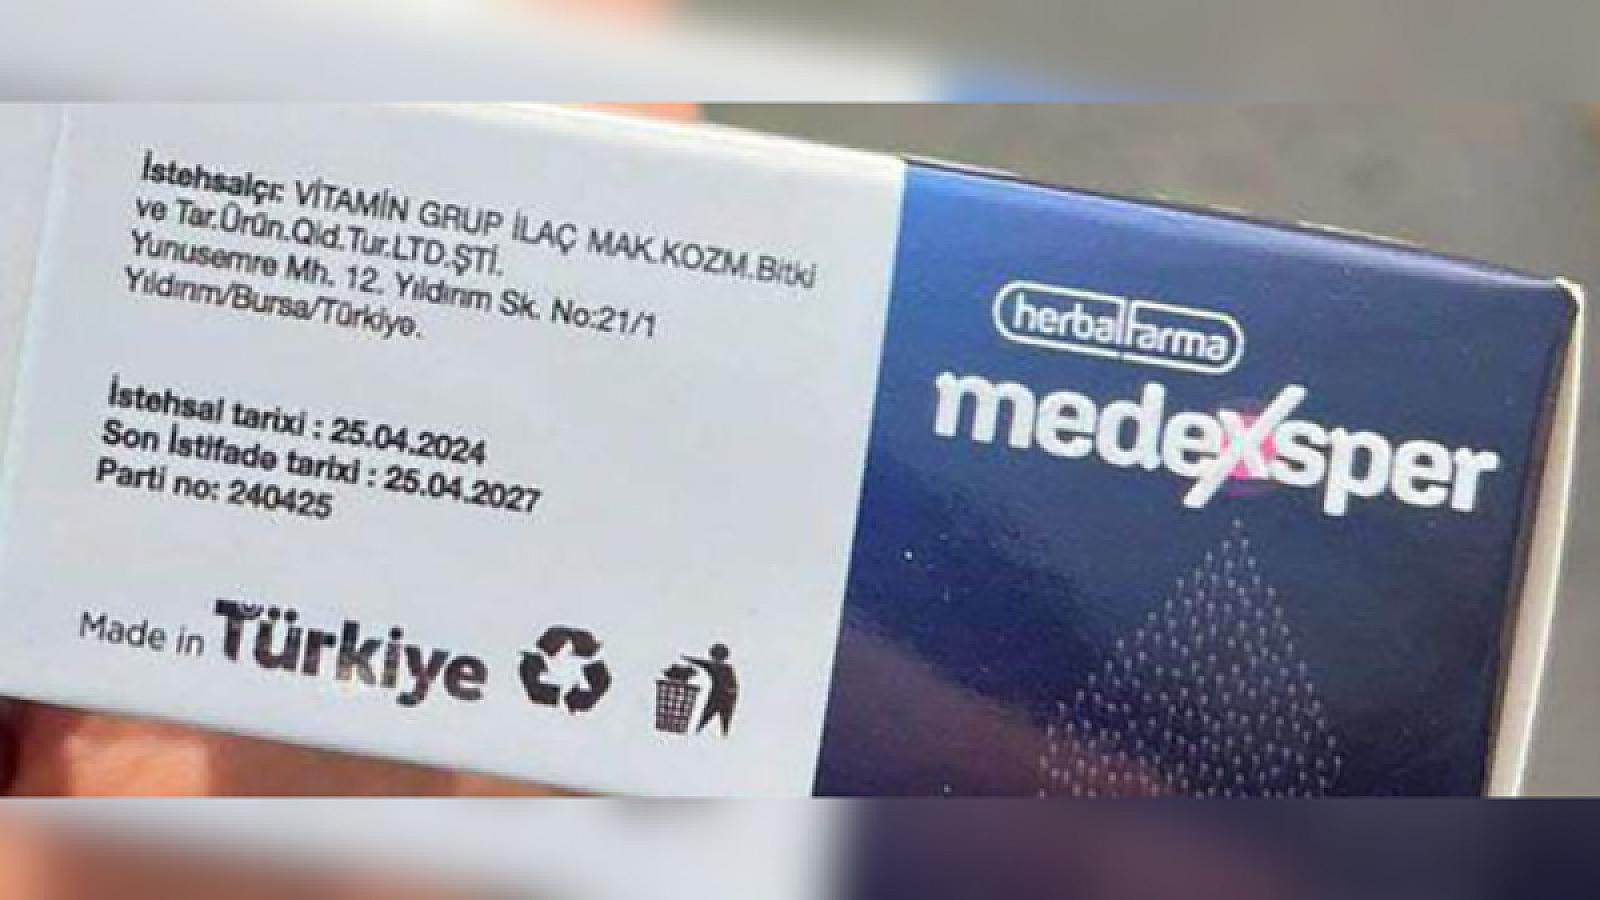 İstehsalçı: VİTAMİN GRUP İLAÇ MAK.KOZM.Bitki
ve Tar.Ürün.Qid.Tur.LTD.ŞTİ.
Yunusemre Mh. 12. Yıldırım Sk. No:21/1
Yıldırım/Bursa/Türkiye.
İstehsal tarixi : 25.04.2024
Son İstifadə tarixi : 25.04.2027
Parti no: 240425
Made in Türkiye
herbalfarma
medexsper